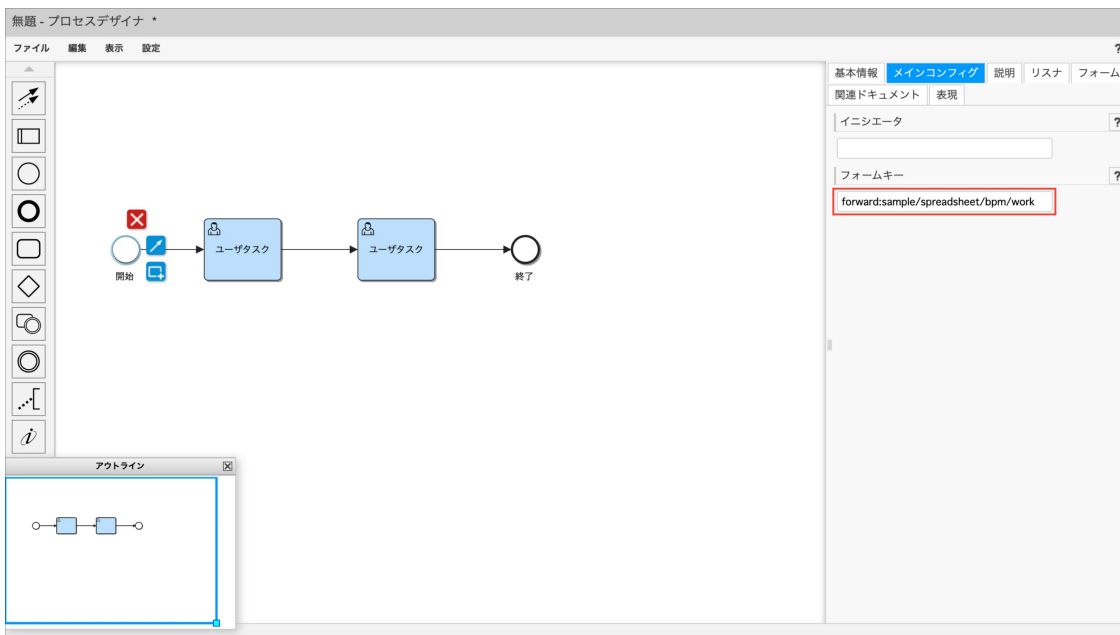 無題 - プロセスデザイナ *
ファイル 編集 表示 設定 ?
基本情報 メインコンフィグ 説明 リスナ フォーム
関連ドキュメント 表現
イニシエータ ?
フォームキー ?
forward:sample/spreadsheet/bpm/work
ユーザタスク ユーザタスク
開始 終了
アウトライン